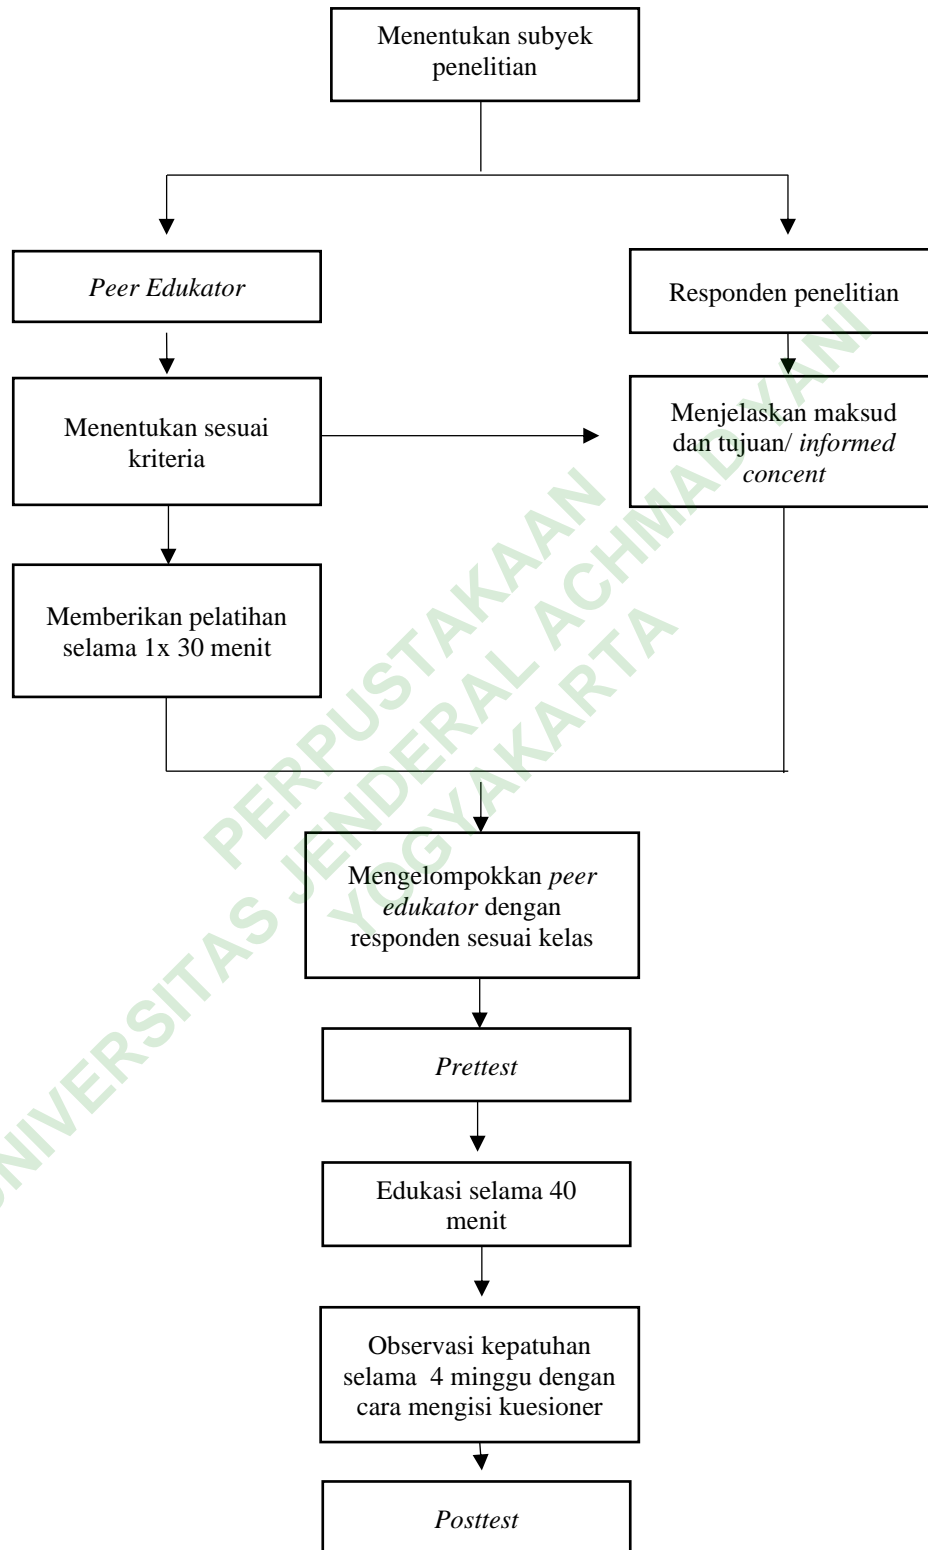 Menentukan subyek
penelitian
Peer Edukator
Responden penelitian
Menentukan sesuai
kriteria
Menjelaskan maksud
dan tujuan/ informed
concent
Memberikan pelatihan
selama 1x 30 menit
Mengelompokkan peer
edukator dengan
responden sesuai kelas
Prettest
Edukasi selama 40
menit
Observasi kepatuhan
selama 4 minggu dengan
cara mengisi kuesioner
Posttest
PERPUSTAKAAN
UNIVERSITAS JENDERAL ACHMAD YANI
YOGYAKARTA